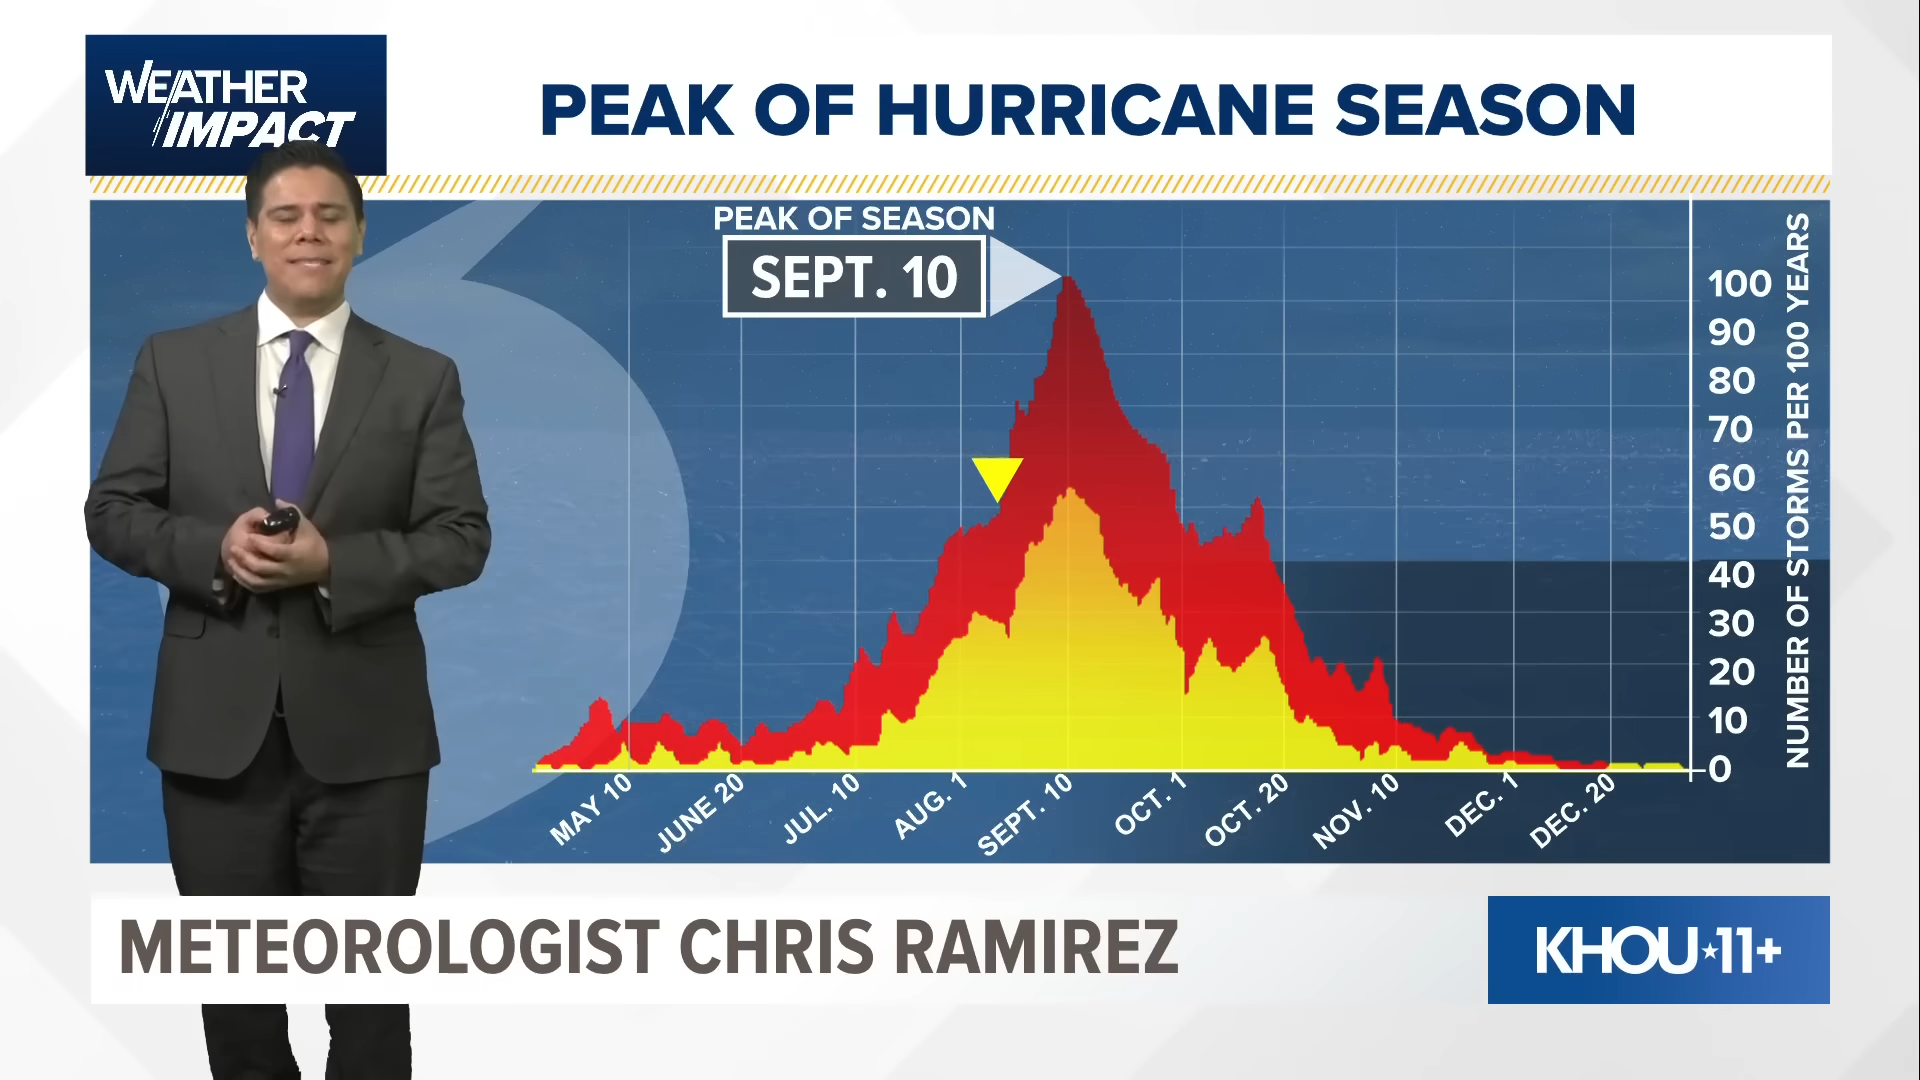 WEATHER
IMPACT
PEAK OF HURRICANE SEASON
PEAK OF SEASON
SEPT. 10
100
90
80
70
60
50
40
30
20
10
0
NUMBER OF STORMS PER 100 YEARS
MAY 10
JUNE 20
JUL. 10
AUG. 1
SEPT. 10
OCT. 1
OCT. 20
NOV. 10
DEC. 1
DEC. 20
METEOROLOGIST CHRIS RAMIREZ
KHOU★11+